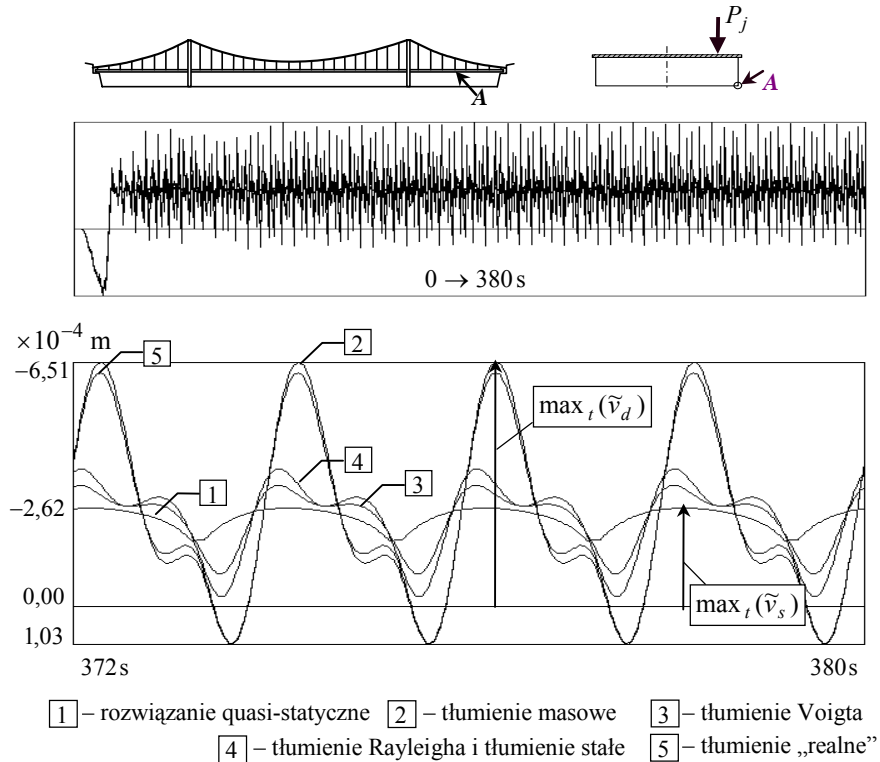 P_j
A
A
0 → 380 s
×10⁻⁴ m
−6,51
5
2
max_t(ṽ_d)
4
1
3
−2,62
0,00
max_t(ṽ_s)
1,03
372 s
380 s
1 – rozwiązanie quasi-statyczne 2 – tłumienie masowe 3 – tłumienie Voigta
4 – tłumienie Rayleigha i tłumienie stałe 5 – tłumienie „realne”